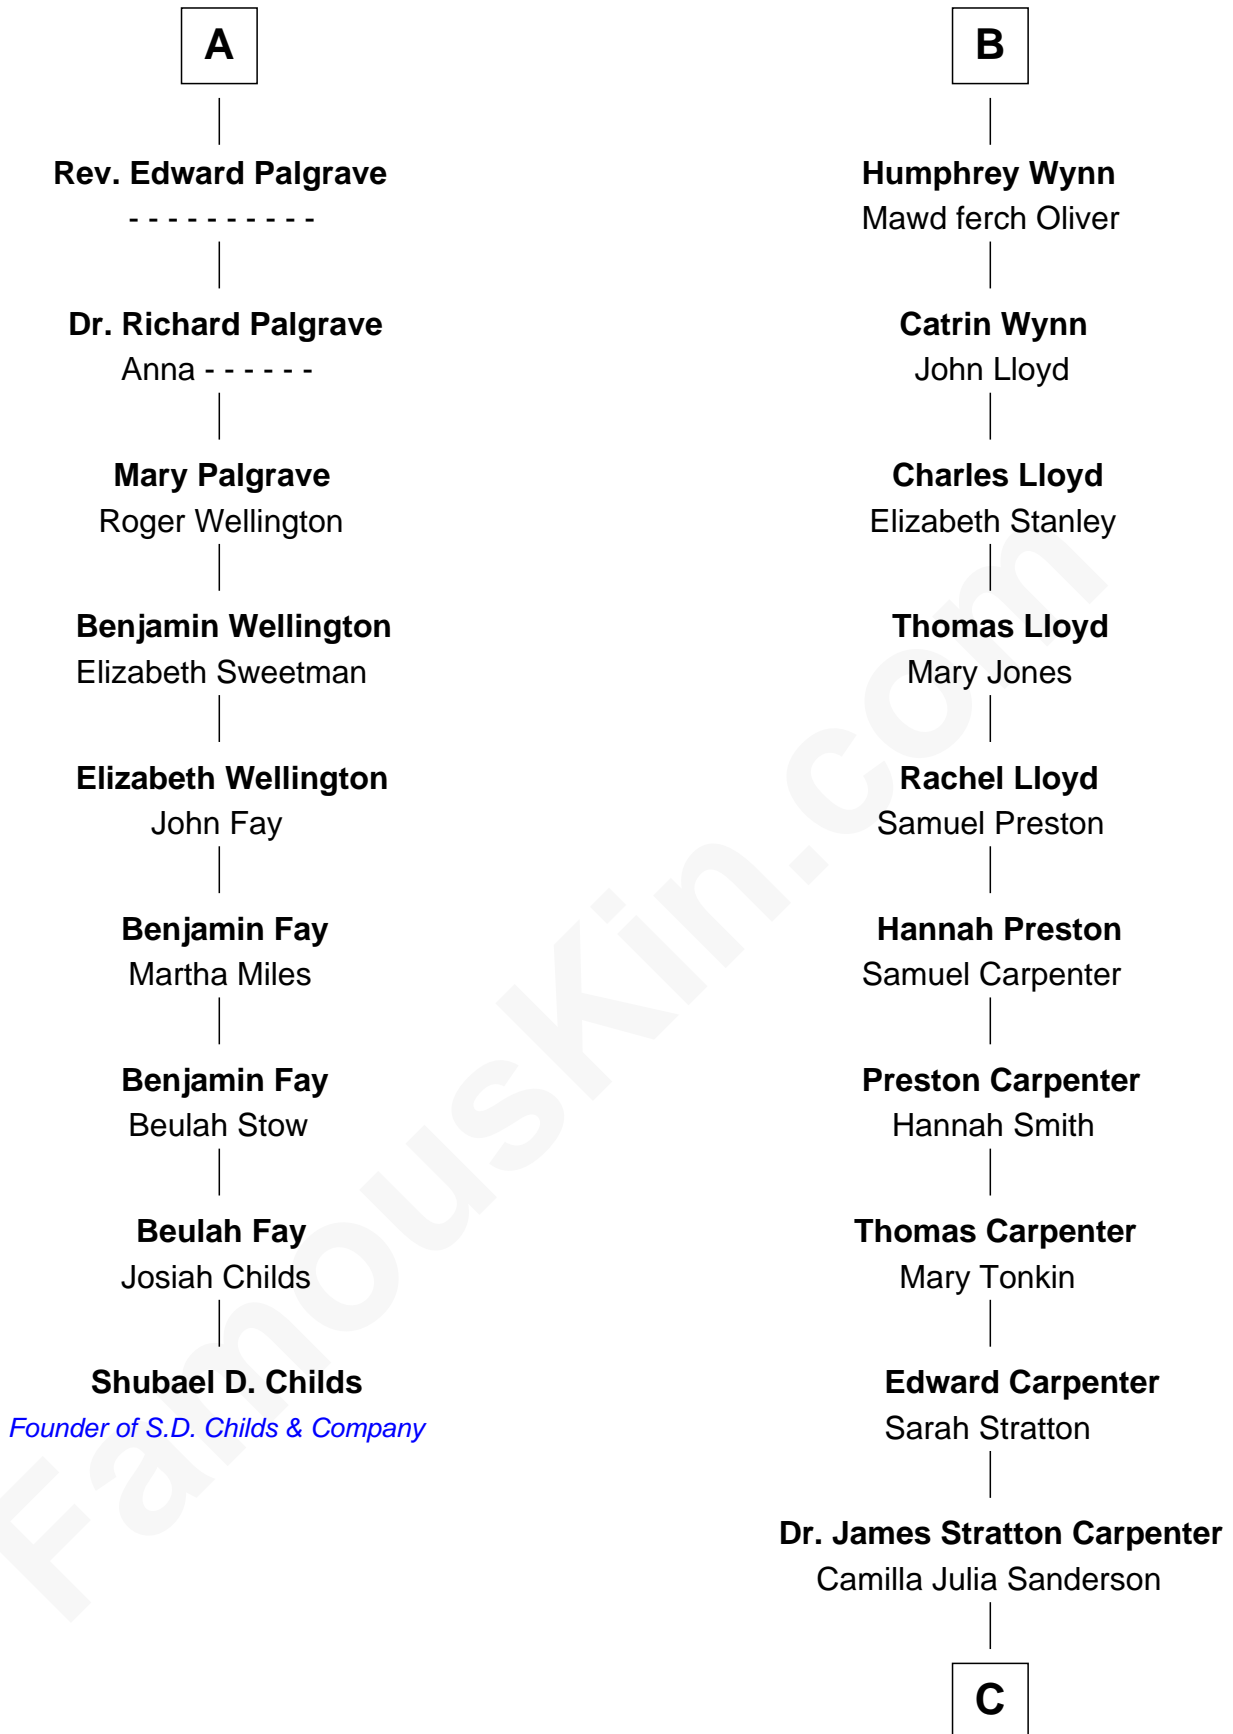 A
Rev. Edward Palgrave
- - - - - - - - - -
Dr. Richard Palgrave
Anna - - - - - -
Mary Palgrave
Roger Wellington
Benjamin Wellington
Elizabeth Sweetman
Elizabeth Wellington
John Fay
Benjamin Fay
Martha Miles
Benjamin Fay
Beulah Stow
Beulah Fay
Josiah Childs
Shubael D. Childs
Founder of S.D. Childs & Company
B
Humphrey Wynn
Mawd ferch Oliver
Catrin Wynn
John Lloyd
Charles Lloyd
Elizabeth Stanley
Thomas Lloyd
Mary Jones
Rachel Lloyd
Samuel Preston
Hannah Preston
Samuel Carpenter
Preston Carpenter
Hannah Smith
Thomas Carpenter
Mary Tonkin
Edward Carpenter
Sarah Stratton
Dr. James Stratton Carpenter
Camilla Julia Sanderson
C
FamousKin.com